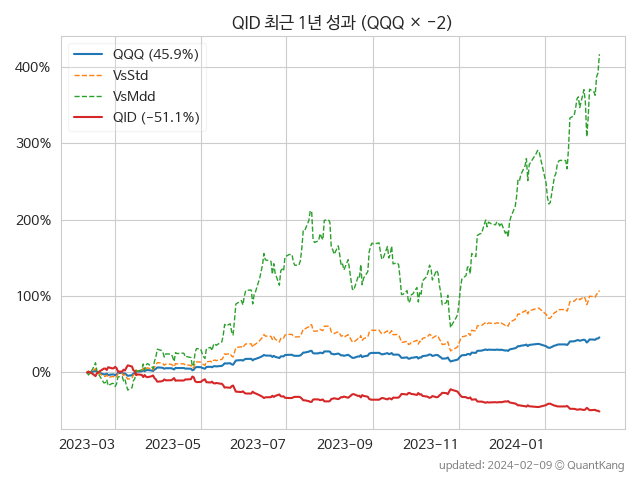 QID 최근 1년 성과 (QQQ × −2)
QQQ (45.9%)
VsStd
VsMdd
QID (−51.1%)
400%
300%
200%
100%
0%
2023−03
2023−05
2023−07
2023−09
2023−11
2024−01
updated: 2024−02−09 © QuantKang